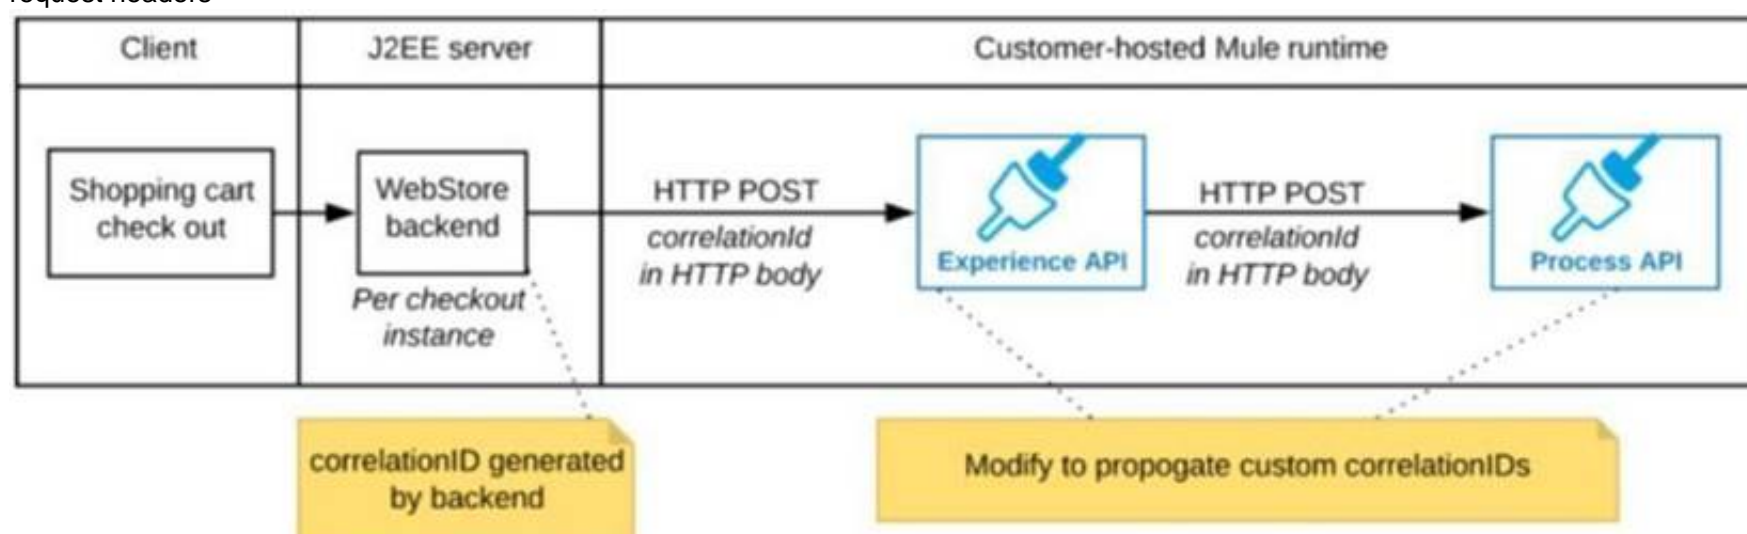 request headers
Client
J2EE server
Customer-hosted Mule runtime
Shopping cart
check out
WebStore
backend
Per checkout
instance
HTTP POST
correlationId
in HTTP body
Experience API
HTTP POST
correlationId
in HTTP body
Process API
correlationID generated
by backend
Modify to propogate custom correlationIDs